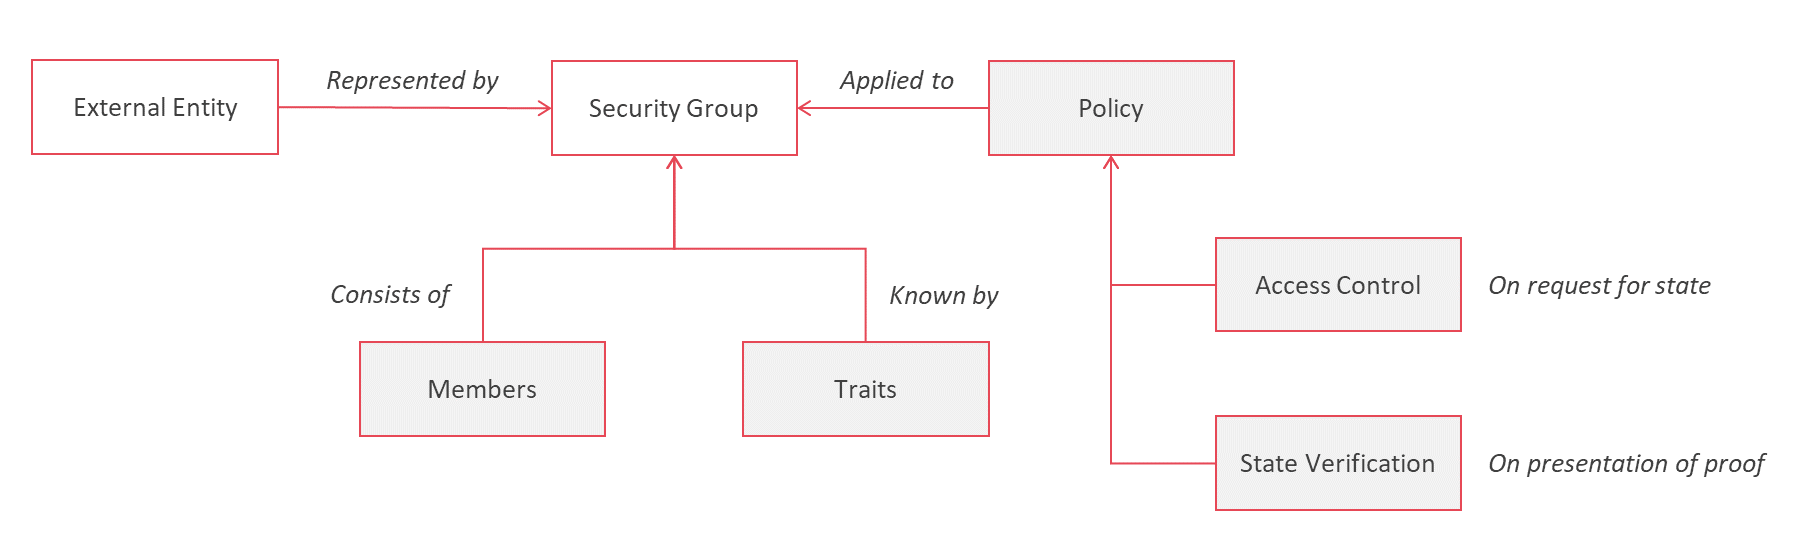 External Entity
Represented by
Security Group
Applied to
Policy
Consists of
Known by
Access Control
On request for state
Members
Traits
State Verification
On presentation of proof